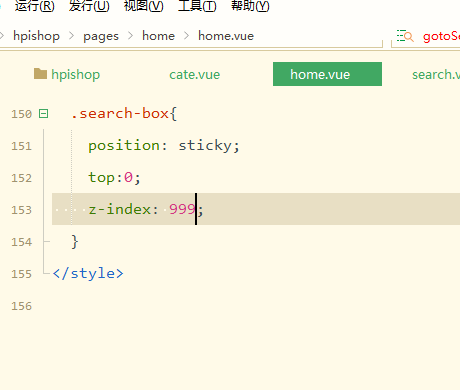 运行(R) 发行(U) 视图(V) 工具(T) 帮助(Y)
hpishop > pages > home > home.vue gotoSe
hpishop cate.vue home.vue search.v
150 .search-box{
151 position: sticky;
152 top:0;
153 z-index: 999;
154 }
155 </style>
156